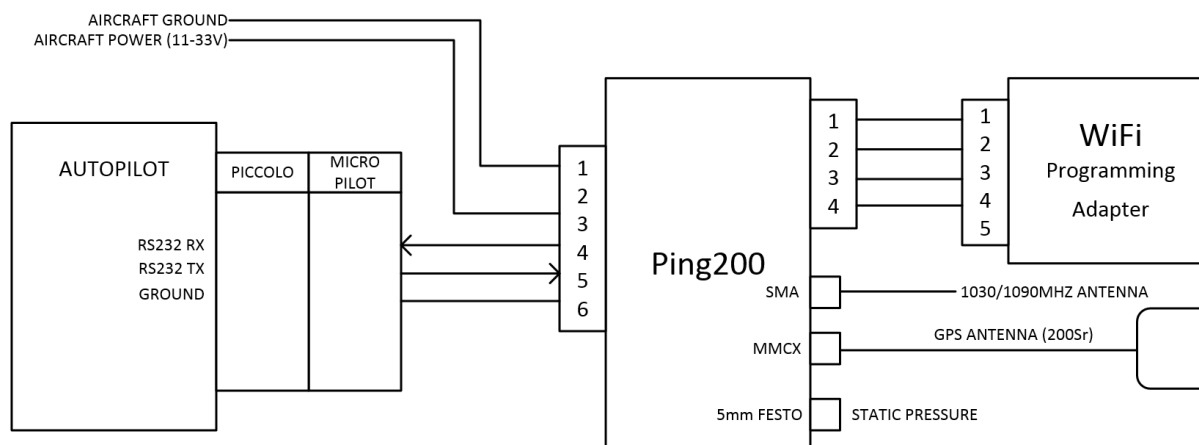 AIRCRAFT GROUND
AIRCRAFT POWER (11-33V)
AUTOPILOT
PICCOLO
MICRO
PILOT
RS232 RX
RS232 TX
GROUND
1
2
3
4
5
6
Ping200
1
2
3
4
1
2
3
4
5
WiFi
Programming
Adapter
SMA
1030/1090MHZ ANTENNA
MMCX
GPS ANTENNA (200Sr)
5mm FESTO
STATIC PRESSURE